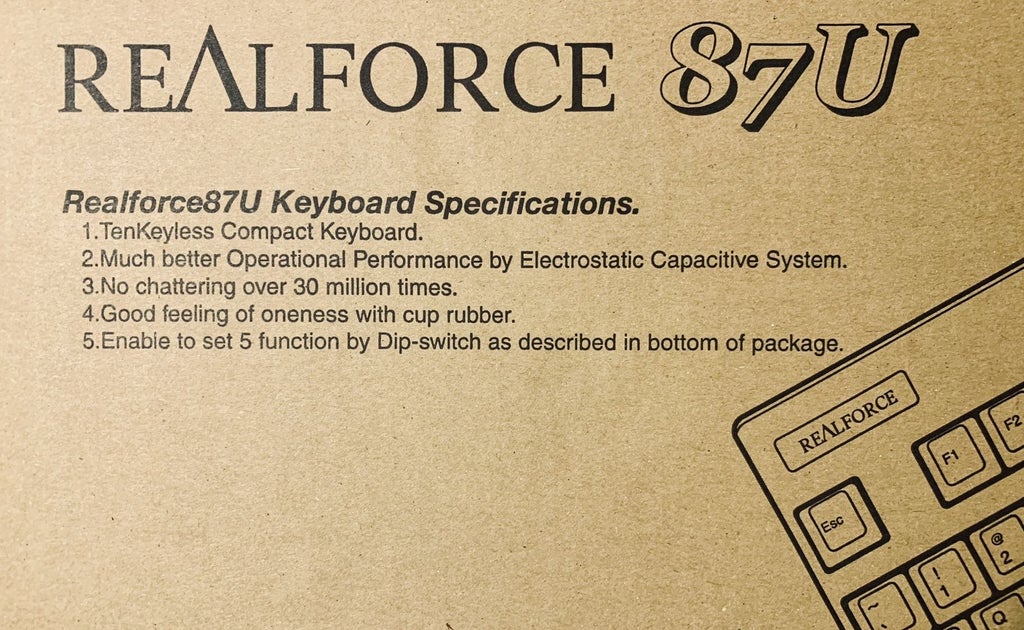 REALFORCE 87U
Realforce87U Keyboard Specifications.
1.TenKeyless Compact Keyboard.
2.Much better Operational Performance by Electrostatic Capacitive System.
3.No chattering over 30 million times.
4.Good feeling of oneness with cup rubber.
5.Enable to set 5 function by Dip-switch as described in bottom of package.
REALFORCE
Esc
F1
F2
~
!
1
@
2
Q